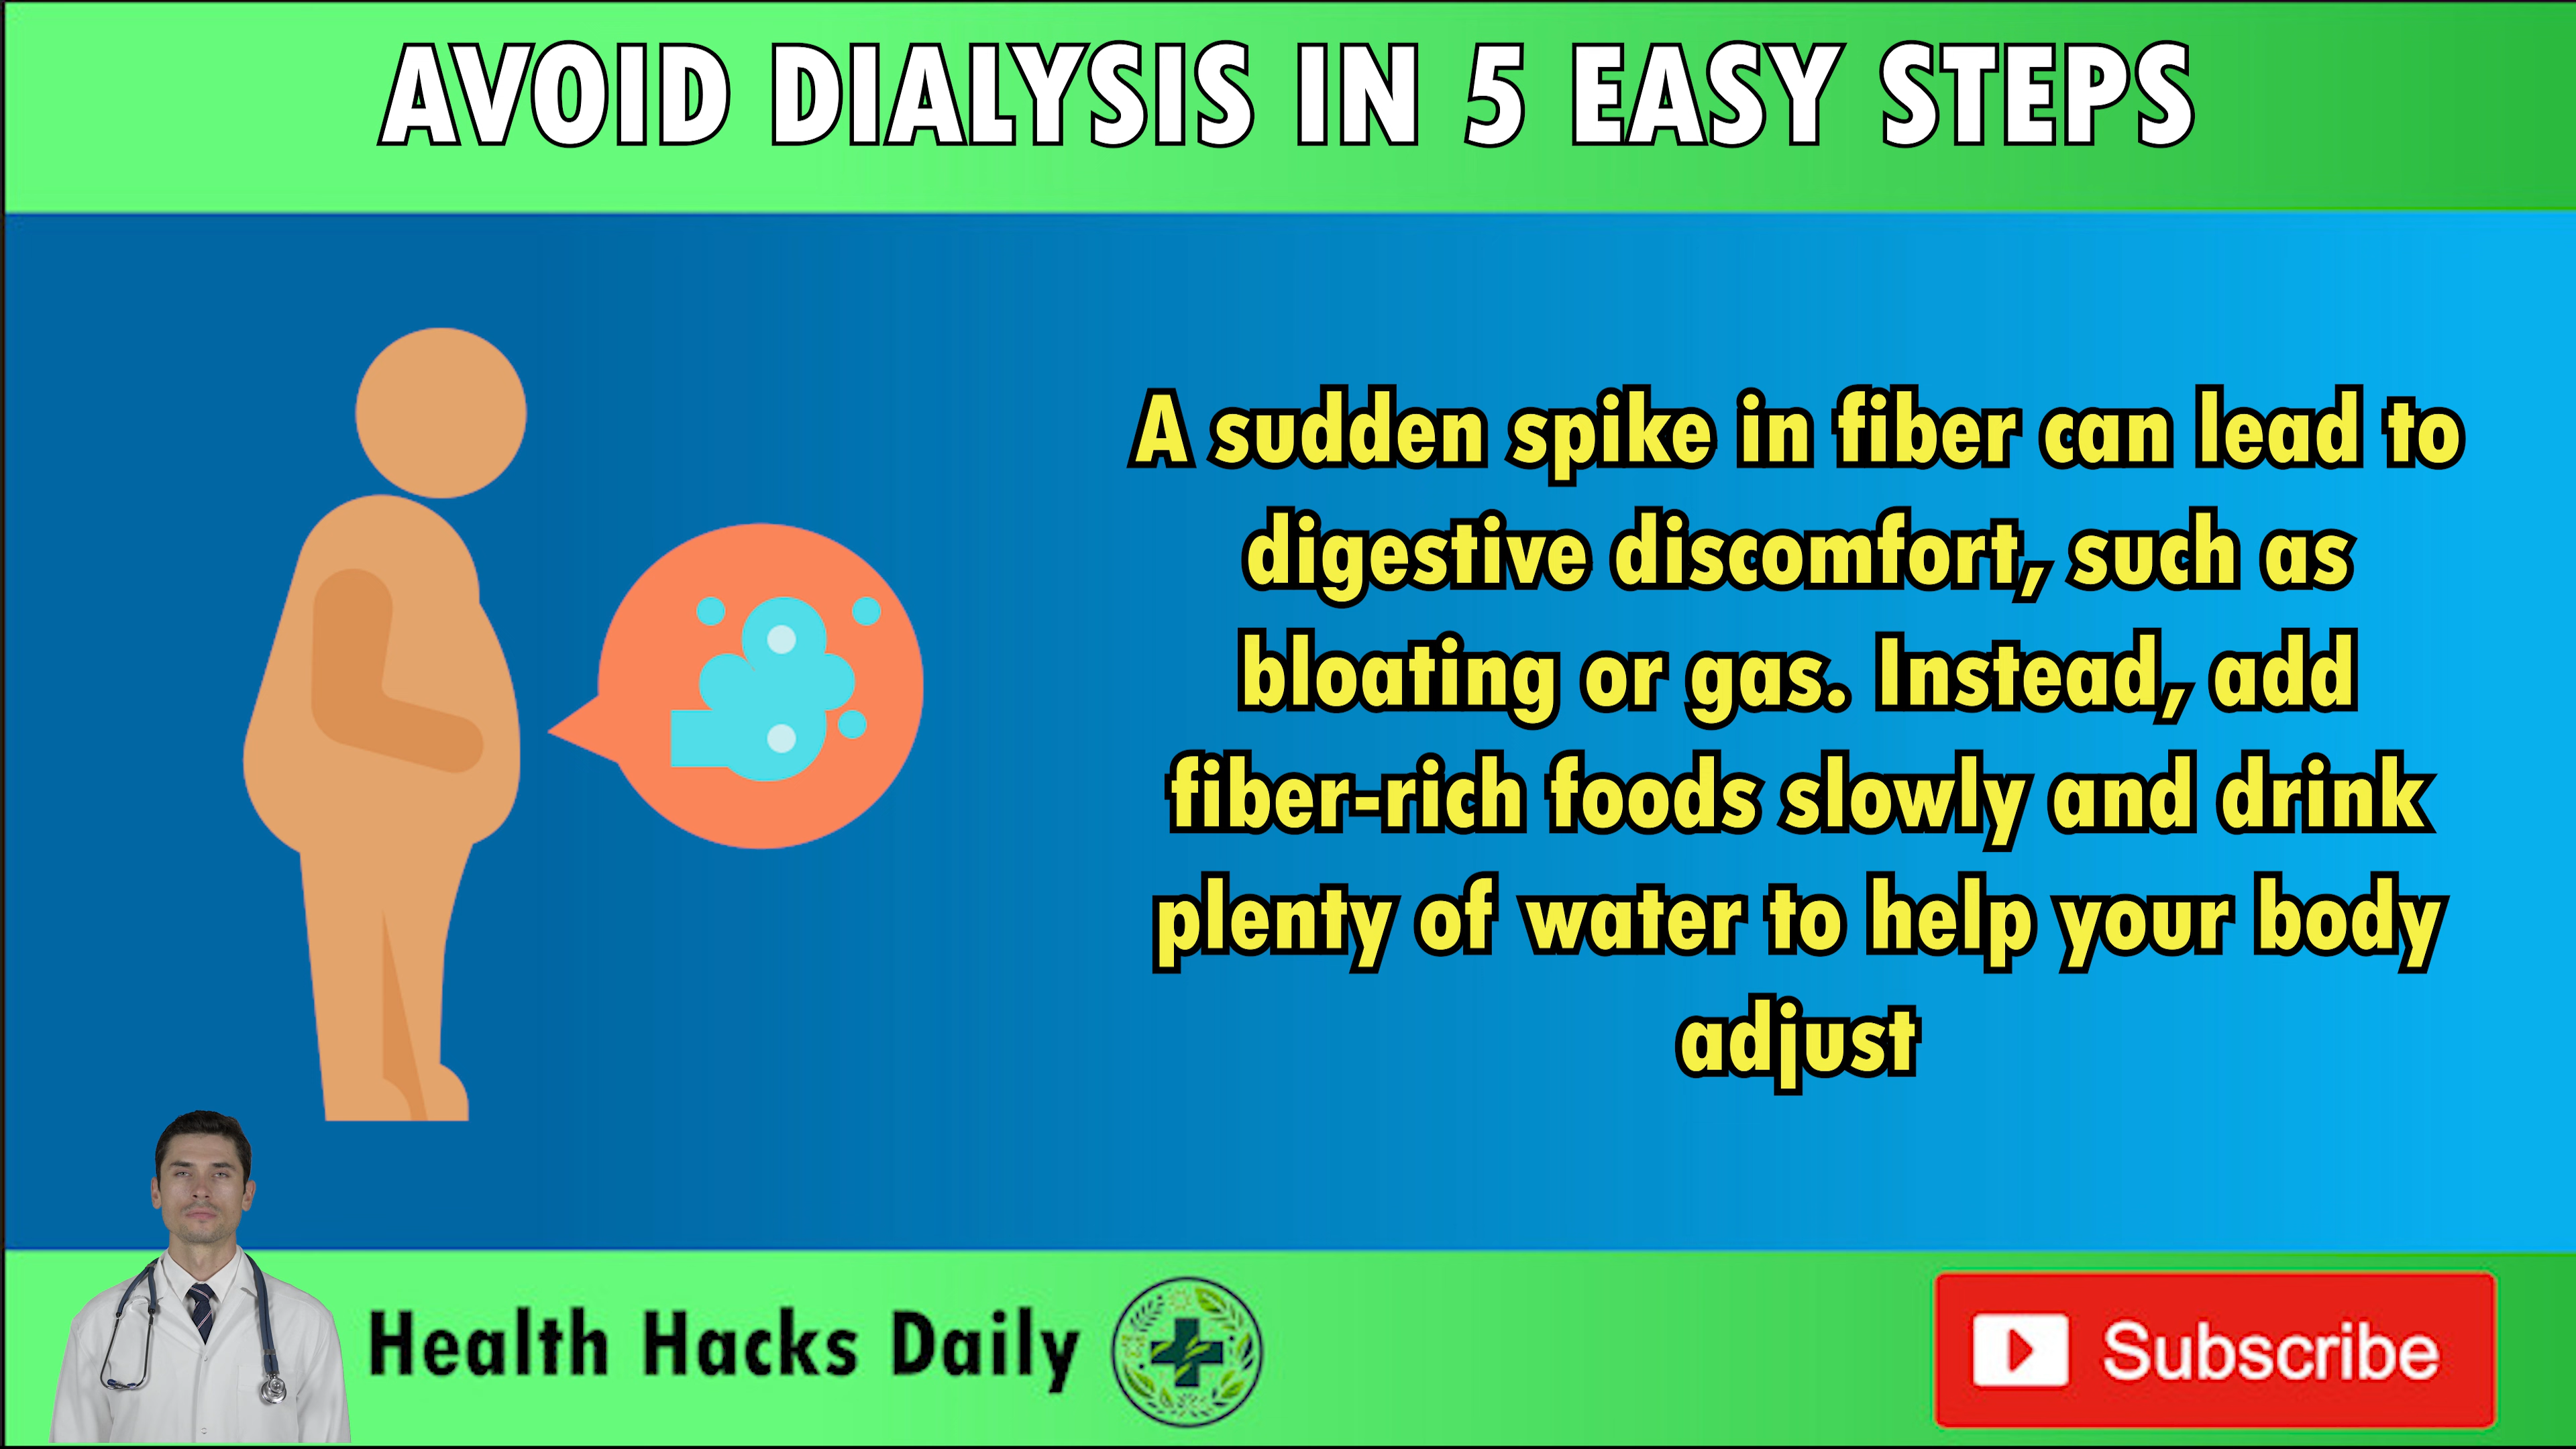 AVOID DIALYSIS IN 5 EASY STEPS
A sudden spike in fiber can lead to
digestive discomfort, such as
bloating or gas. Instead, add
fiber-rich foods slowly and drink
plenty of water to help your body
adjust
Health Hacks Daily
Subscribe